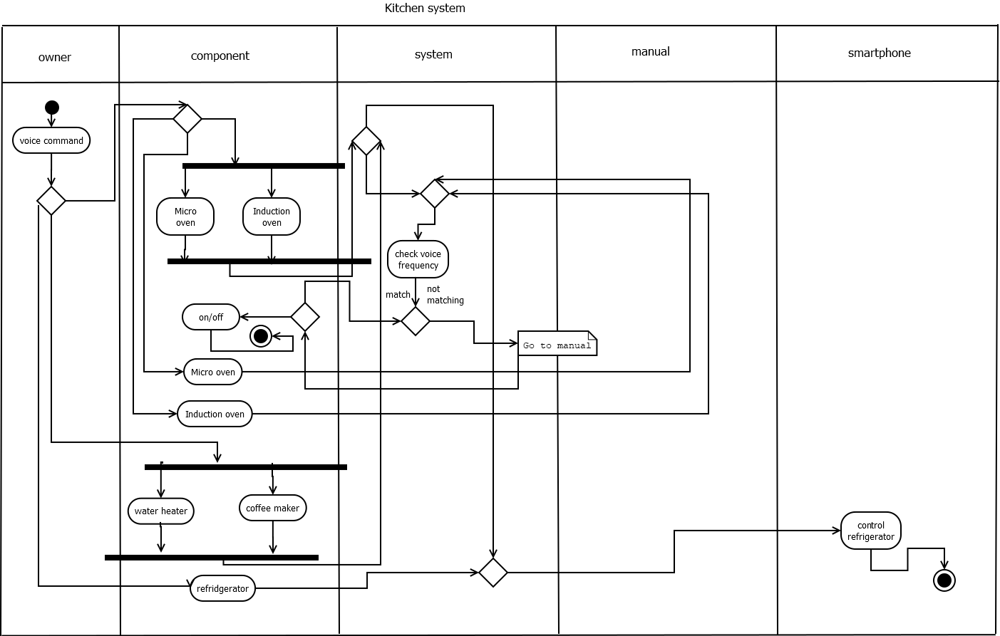 Kitchen system
owner
component
system
manual
smartphone
voice command
Micro
oven
Induction
oven
check voice
frequency
match
not
matching
on/off
Go to manual
Micro oven
Induction oven
water heater
coffee maker
control
refrigerator
refridgerator